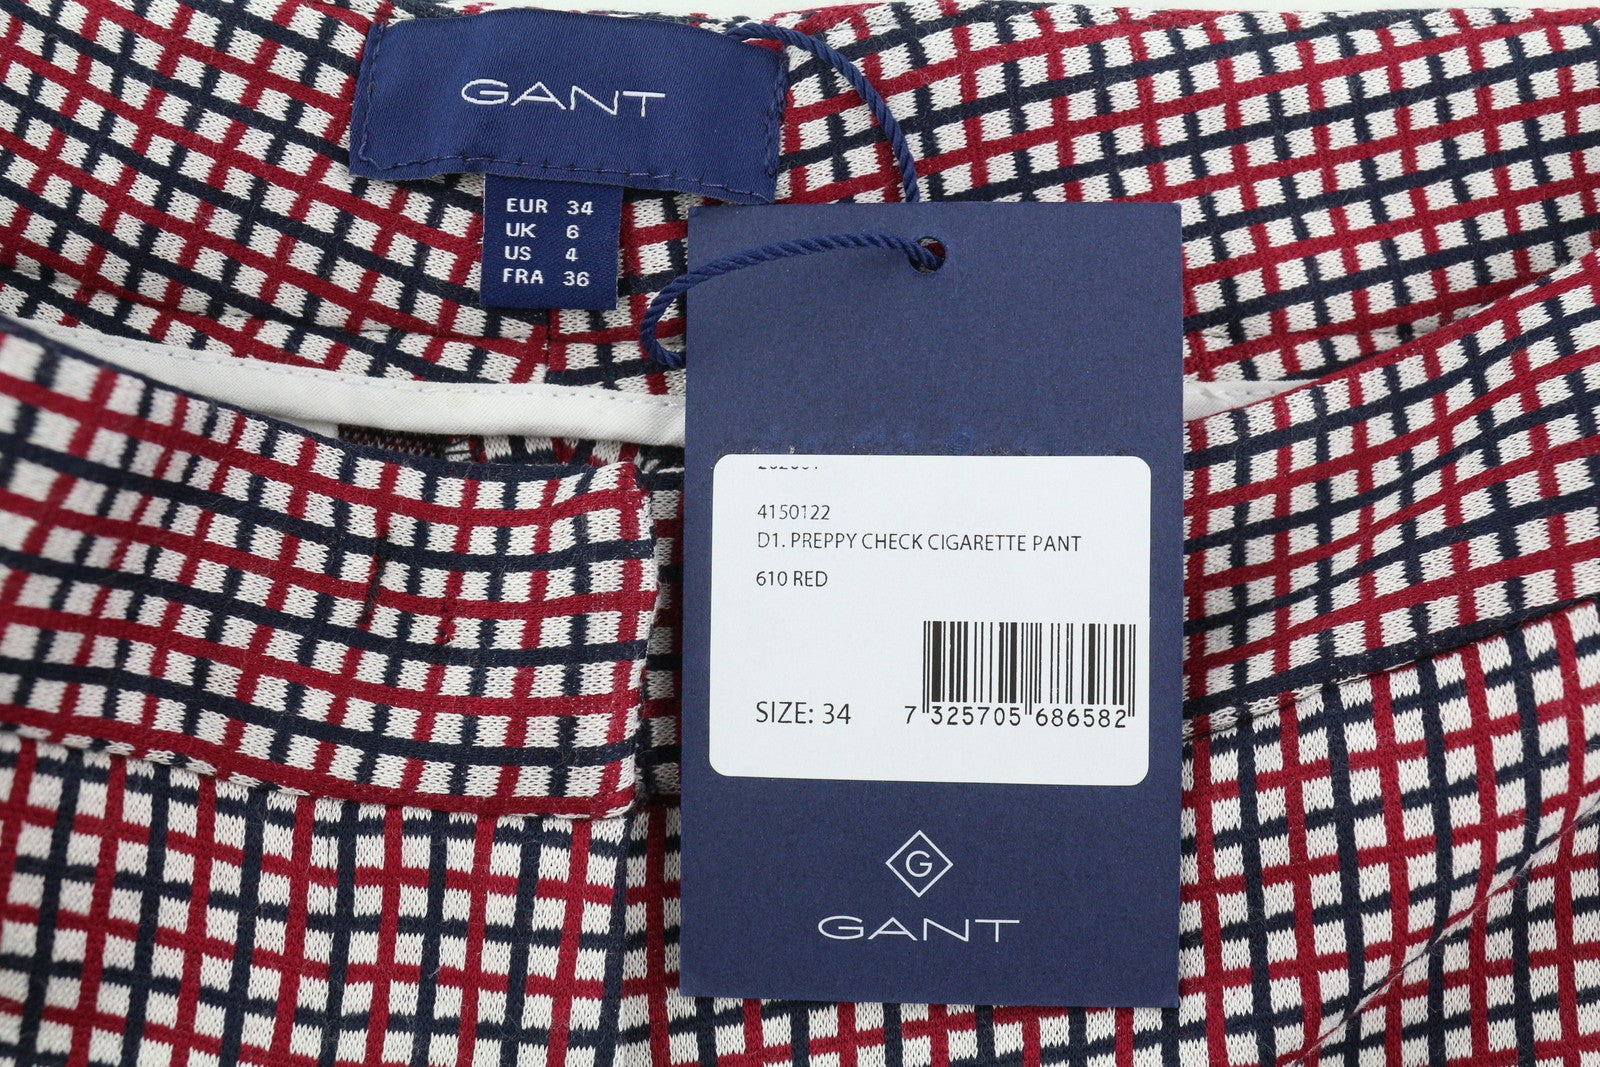 GANT
EUR 34
UK 6
US 4
FRA 36
4150122
D1. PREPPY CHECK CIGARETTE PANT
610 RED
SIZE: 34
7 325705 686582
G
GANT